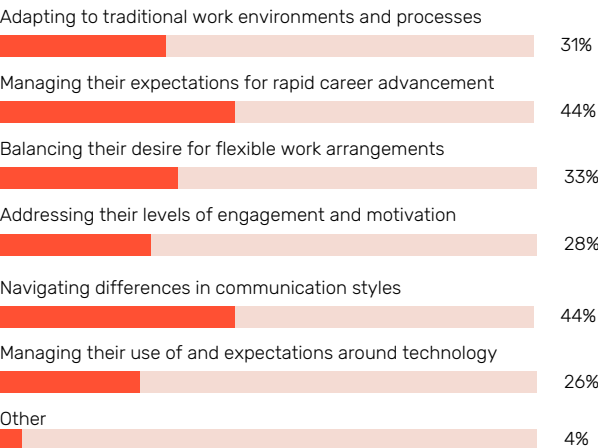 Adapting to traditional work environments and processes
31%
Managing their expectations for rapid career advancement
44%
Balancing their desire for flexible work arrangements
33%
Addressing their levels of engagement and motivation
28%
Navigating differences in communication styles
44%
Managing their use of and expectations around technology
26%
Other
4%